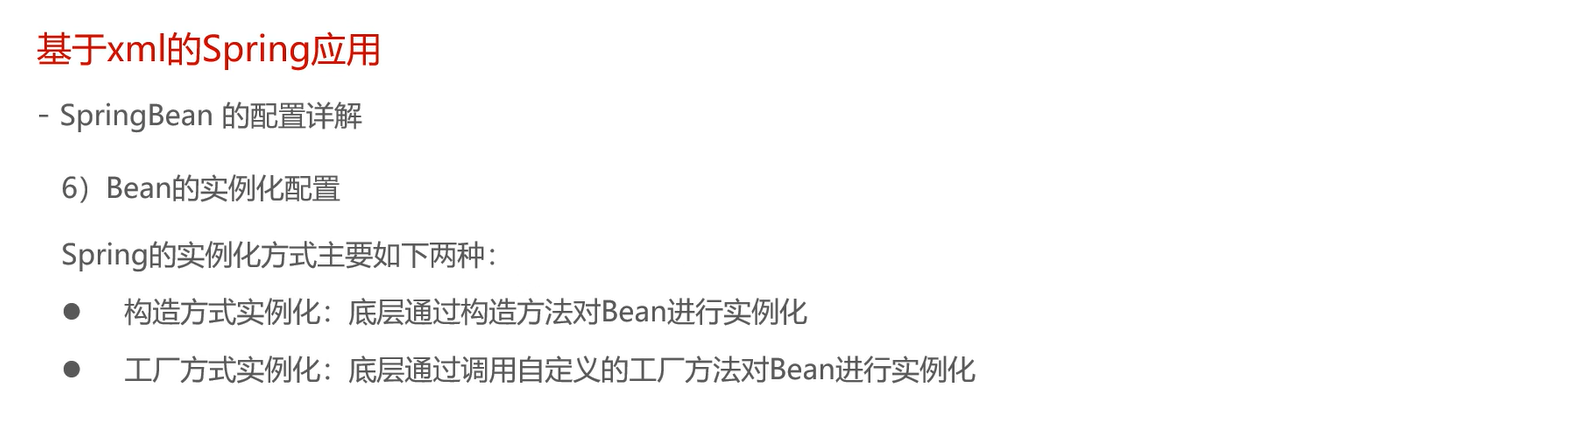 基于xml的Spring应用
- SpringBean 的配置详解
6）Bean的实例化配置
Spring的实例化方式主要如下两种：
● 构造方式实例化：底层通过构造方法对Bean进行实例化
● 工厂方式实例化：底层通过调用自定义的工厂方法对Bean进行实例化